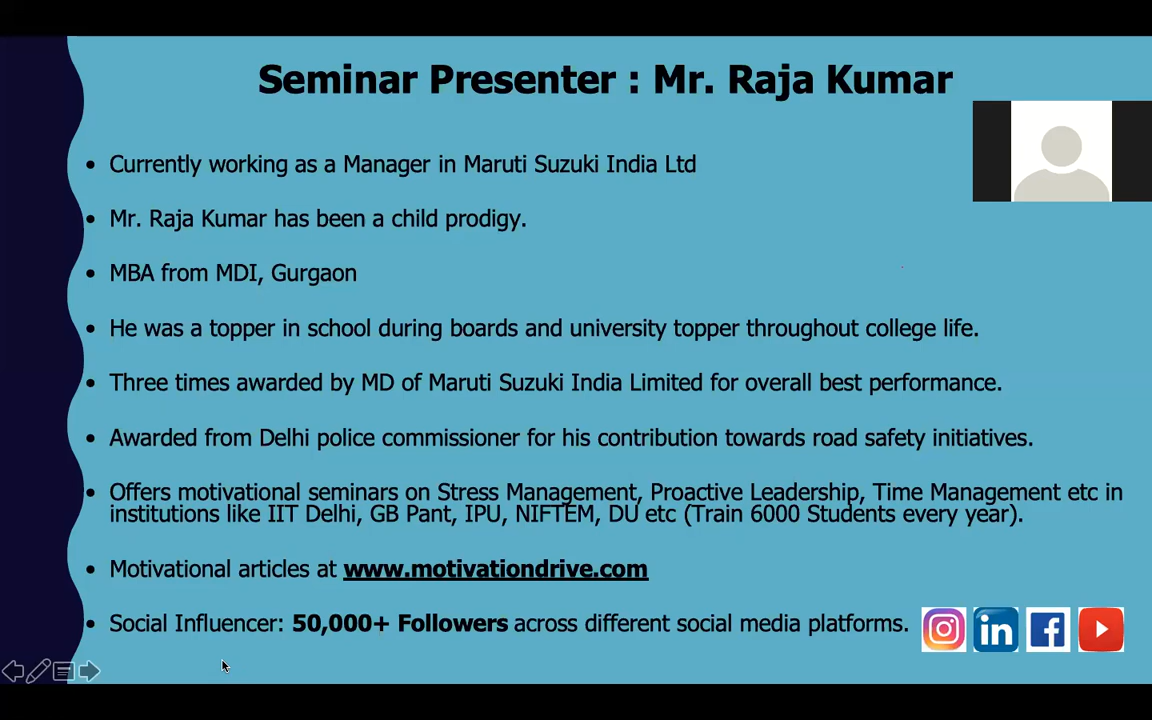 Seminar Presenter : Mr. Raja Kumar
• Currently working as a Manager in Maruti Suzuki India Ltd
• Mr. Raja Kumar has been a child prodigy.
• MBA from MDI, Gurgaon
• He was a topper in school during boards and university topper throughout college life.
• Three times awarded by MD of Maruti Suzuki India Limited for overall best performance.
• Awarded from Delhi police commissioner for his contribution towards road safety initiatives.
• Offers motivational seminars on Stress Management, Proactive Leadership, Time Management etc in
institutions like IIT Delhi, GB Pant, IPU, NIFTEM, DU etc (Train 6000 Students every year).
• Motivational articles at www.motivationdrive.com
• Social Influencer: 50,000+ Followers across different social media platforms.